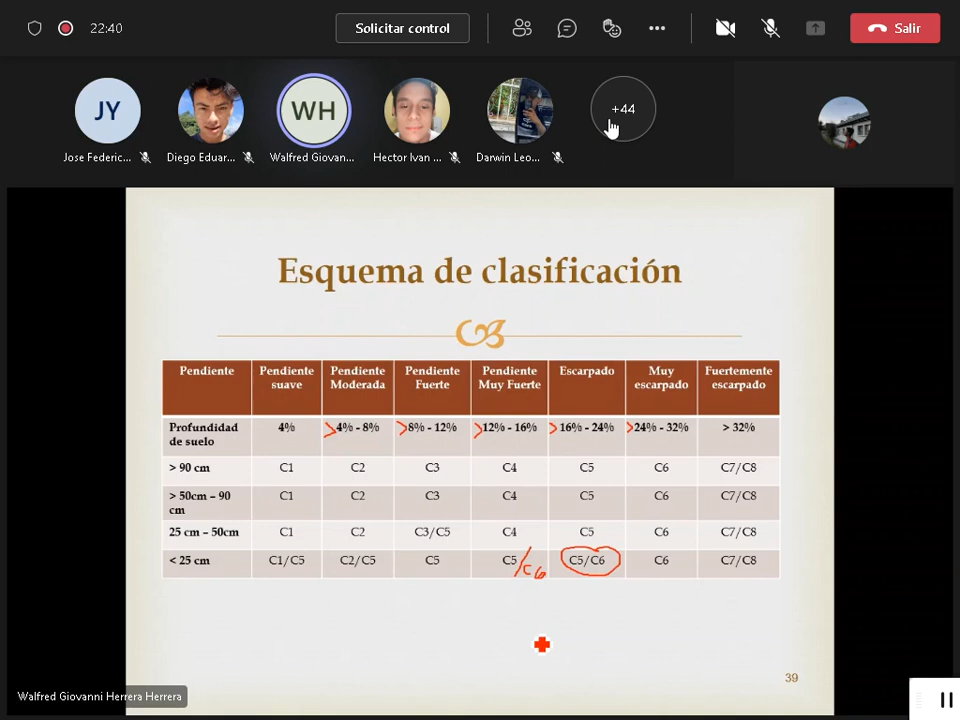 22:40
Solicitar control
Salir
JY
WH
+44
Jose Federic...
Diego Eduar...
Walfred Giovan...
Hector Ivan ...
Darwin Leo...
Esquema de clasificación
Pendiente Pendiente suave Pendiente Moderada Pendiente Fuerte Pendiente Muy Fuerte Escarpado Muy escarpado Fuertemente escarpado
Profundidad de suelo 4% >4% - 8% >8% - 12% >12% - 16% >16% - 24% >24% - 32% > 32%
> 90 cm C1 C2 C3 C4 C5 C6 C7/C8
> 50cm – 90 cm C1 C2 C3 C4 C5 C6 C7/C8
25 cm – 50cm C1 C2 C3/C5 C4 C5 C6 C7/C8
< 25 cm C1/C5 C2/C5 C5 C5/C6 C5/C6 C6 C7/C8
39
Walfred Giovanni Herrera Herrera